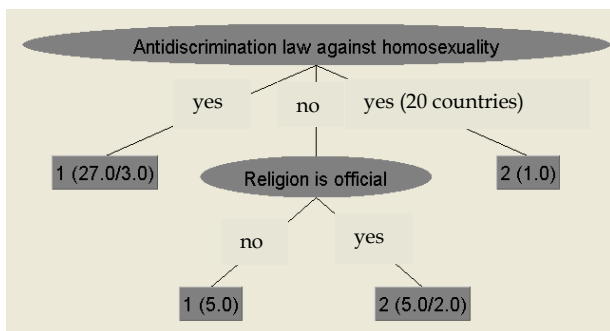 Antidiscrimination law against homosexuality
yes
no
yes (20 countries)
1 (27.0/3.0)
Religion is official
2 (1.0)
no
yes
1 (5.0)
2 (5.0/2.0)